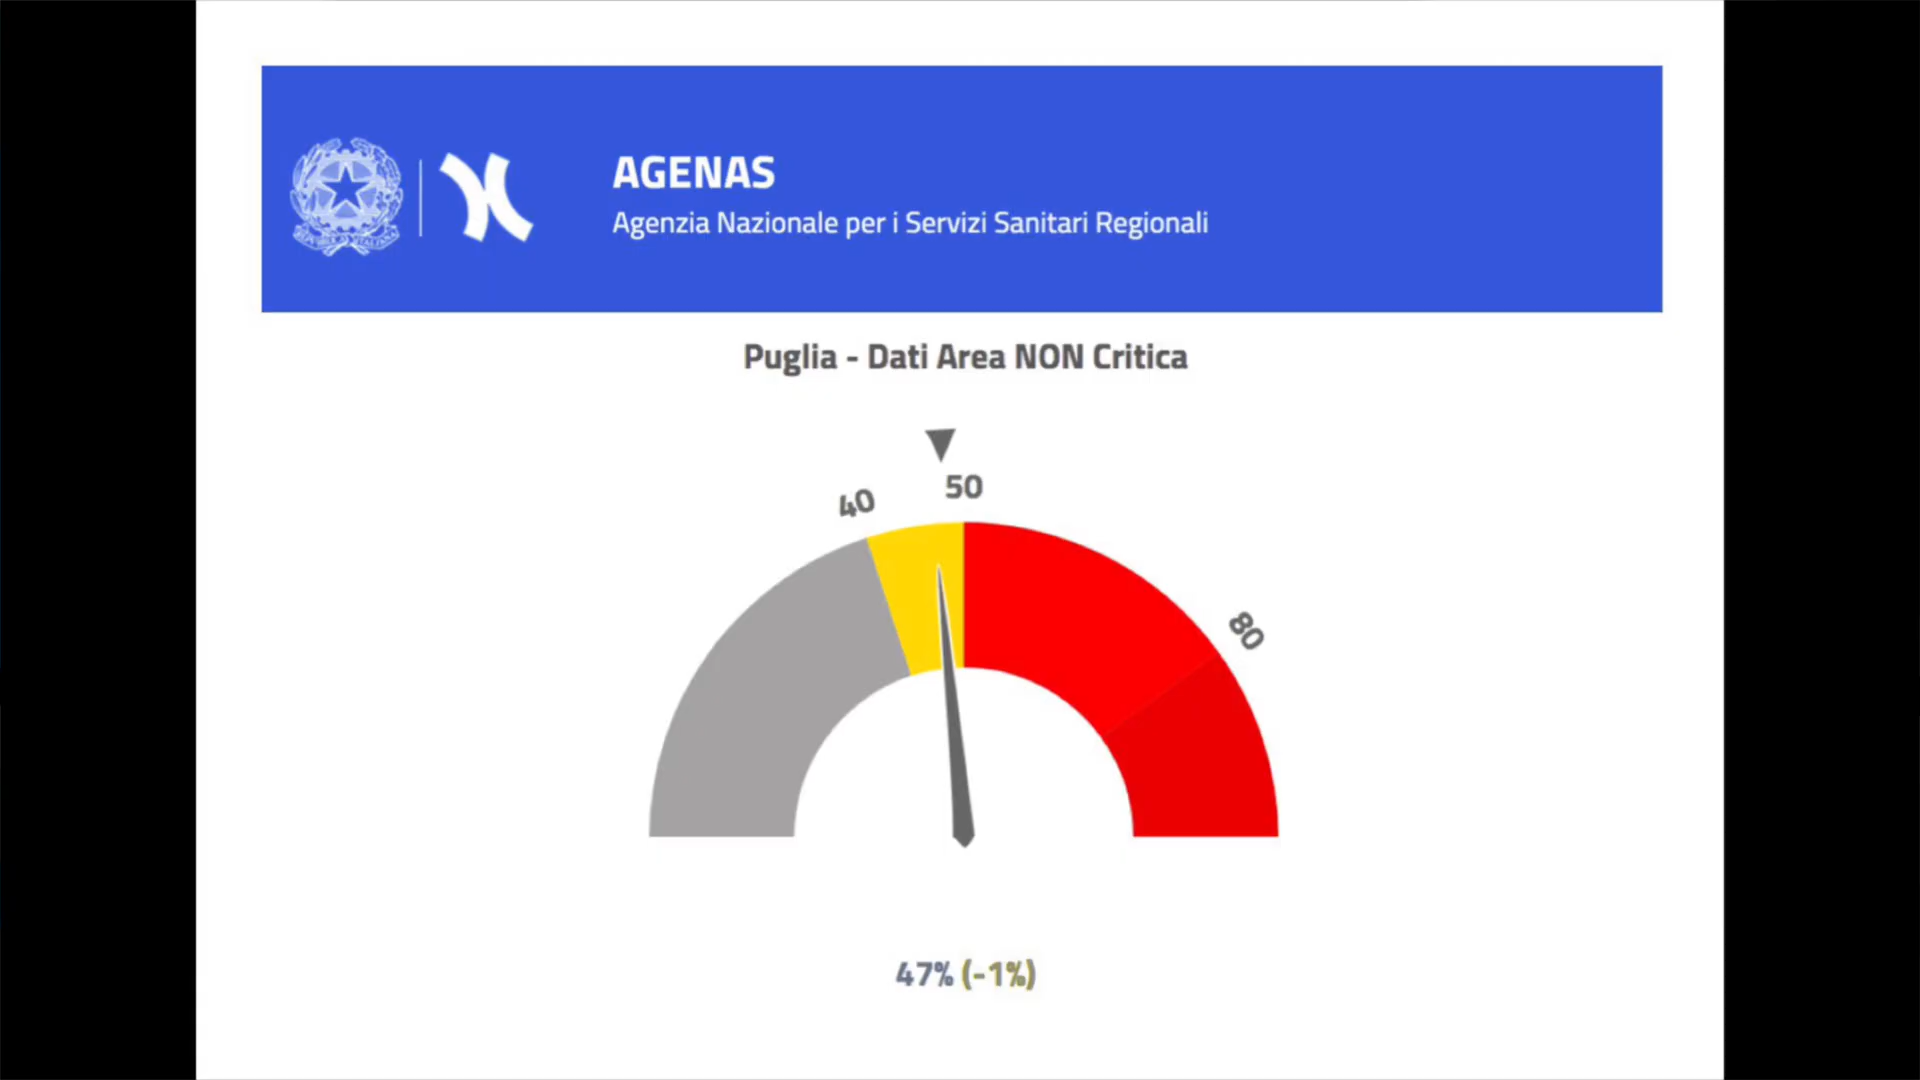 AGENAS
Agenzia Nazionale per i Servizi Sanitari Regionali
Puglia - Dati Area NON Critica
40
50
80
47% (-1%)